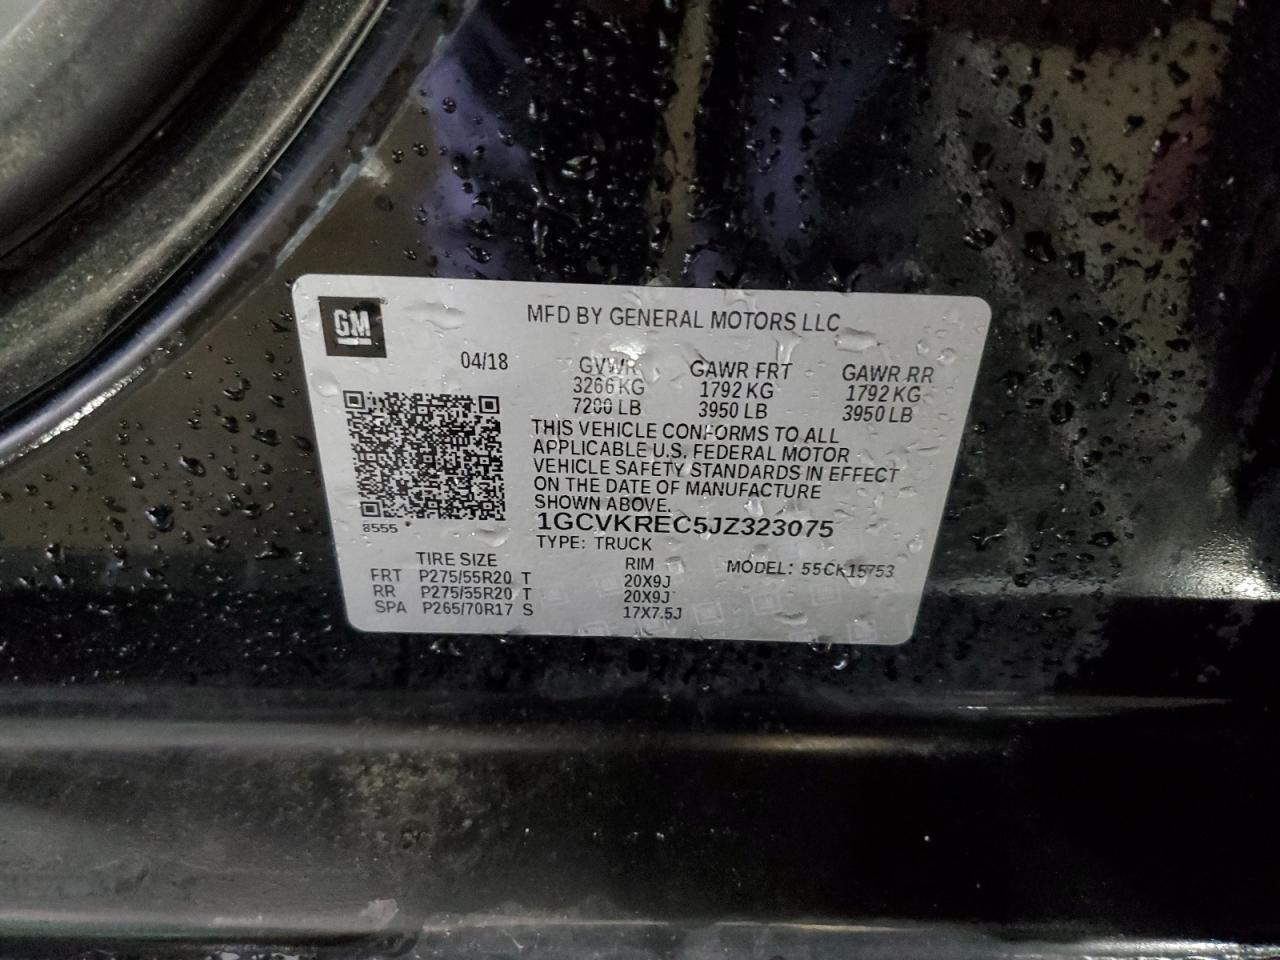 GM
MFD BY GENERAL MOTORS LLC
04/18 GVWR GAWR FRT GAWR RR
3266 KG 1792 KG 1792 KG
7200 LB 3950 LB 3950 LB
THIS VEHICLE CONFORMS TO ALL
APPLICABLE U.S. FEDERAL MOTOR
VEHICLE SAFETY STANDARDS IN EFFECT
ON THE DATE OF MANUFACTURE
SHOWN ABOVE.
8555
1GCVKREC5JZ323075
TYPE: TRUCK
TIRE SIZE RIM MODEL: 55CK15753
FRT P275/55R20 T 20X9J
RR P275/55R20 T 20X9J
SPA P265/70R17 S 17X7.5J